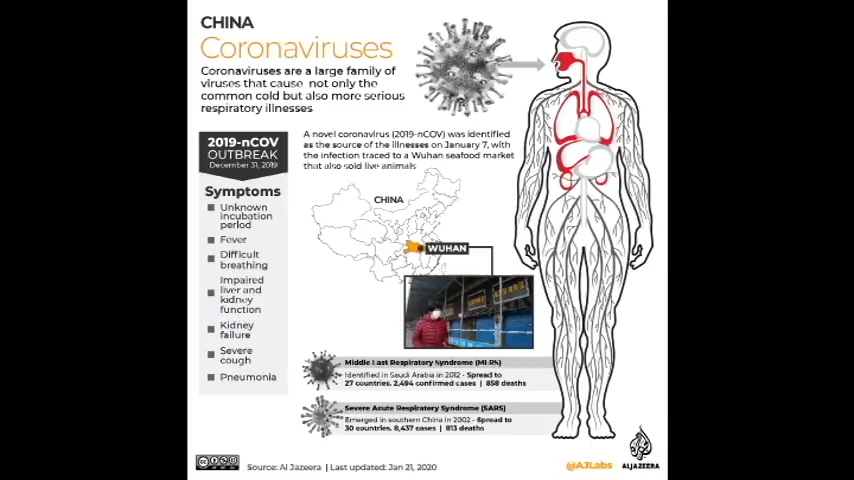 CHINA
Coronaviruses
Coronaviruses are a large family of
viruses that cause not only the
common cold but also more serious
respiratory illnesses
2019-nCOV
OUTBREAK
December 31, 2019
Symptoms
Unknown
incubation
period
Fever
Difficult
breathing
Impaired
liver and
kidney
function
Kidney
failure
Severe
cough
Pneumonia
A novel coronavirus (2019-nCOV) was identified
as the source of the illnesses on January 7, with
the infection traced to a Wuhan seafood market
that also sold live animals
CHINA
WUHAN
Middle East Respiratory Syndrome (MERS)
Identified in Saudi Arabia in 2012 - Spread to
27 countries. 2,494 confirmed cases | 858 deaths
Severe Acute Respiratory Syndrome (SARS)
Emerged in southern China in 2002 - Spread to
30 countries. 8,437 cases | 813 deaths
Source: Al Jazeera | Last updated: Jan 21, 2020
@AJLabs
ALJAZEERA